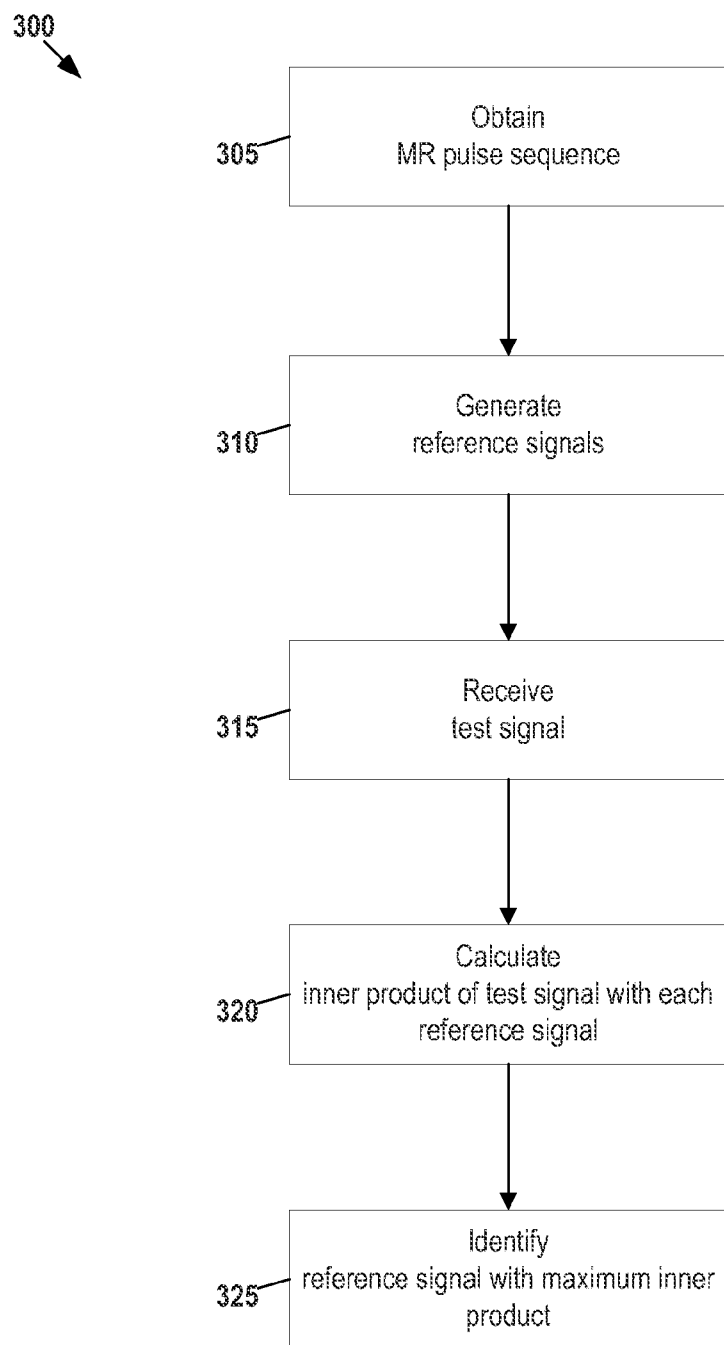 300
305
Obtain
MR pulse sequence
310
Generate
reference signals
315
Receive
test signal
320
Calculate
inner product of test signal with each
reference signal
325
Identify
reference signal with maximum inner
product